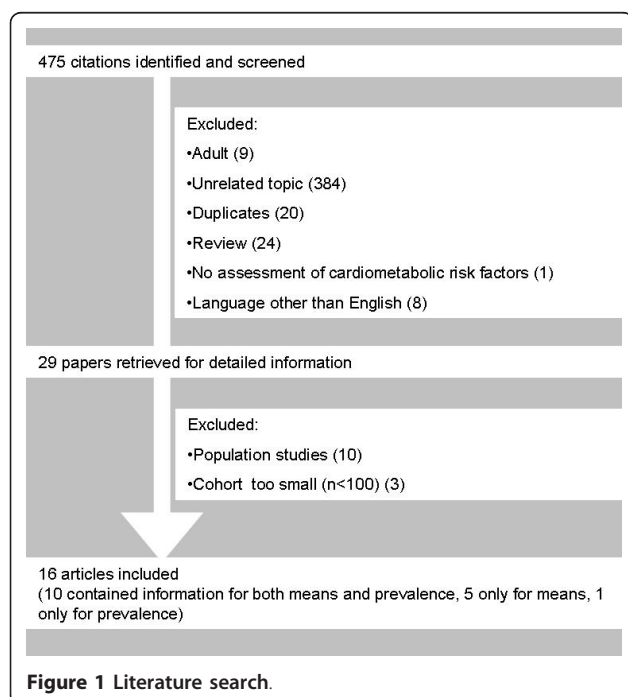 475 citations identified and screened
Excluded:
•Adult (9)
•Unrelated topic (384)
•Duplicates (20)
•Review (24)
•No assessment of cardiometabolic risk factors (1)
•Language other than English (8)
29 papers retrieved for detailed information
Excluded:
•Population studies (10)
•Cohort too small (n<100) (3)
16 articles included
(10 contained information for both means and prevalence, 5 only for means, 1
only for prevalence)
Figure 1 Literature search.